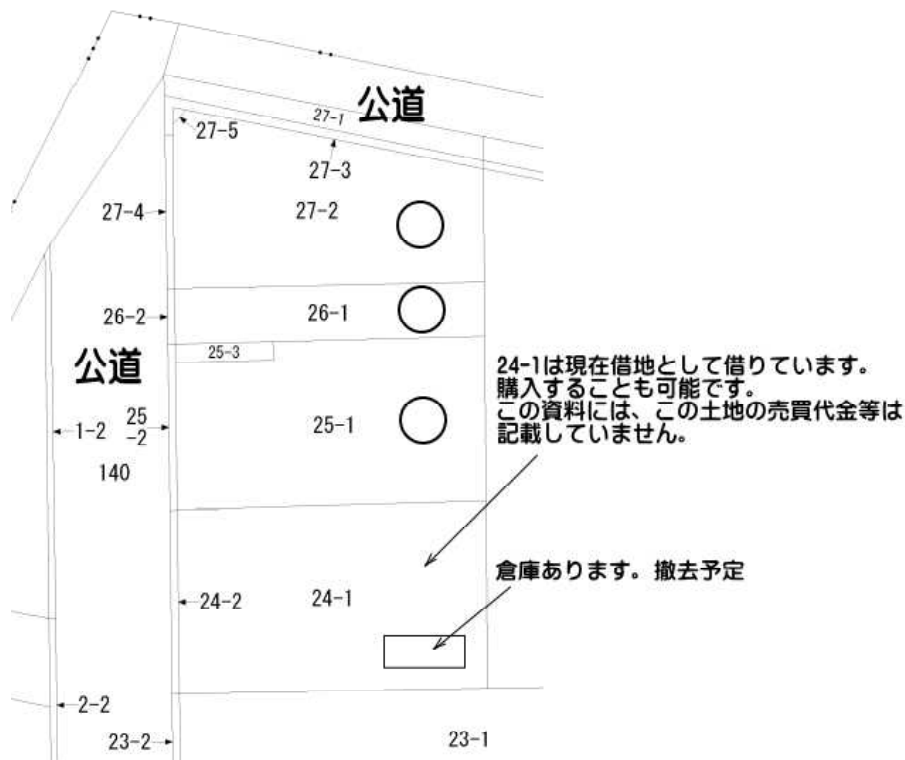 公道
27-1
27-5
27-3
27-4
27-2
26-2
26-1
公道
25-3
24-1は現在借地として借りています。
購入することも可能です。
この資料には、この土地の売買代金等は
記載していません。
1-2
25
-2
25-1
140
倉庫あります。撤去予定
24-2
24-1
2-2
23-2
23-1